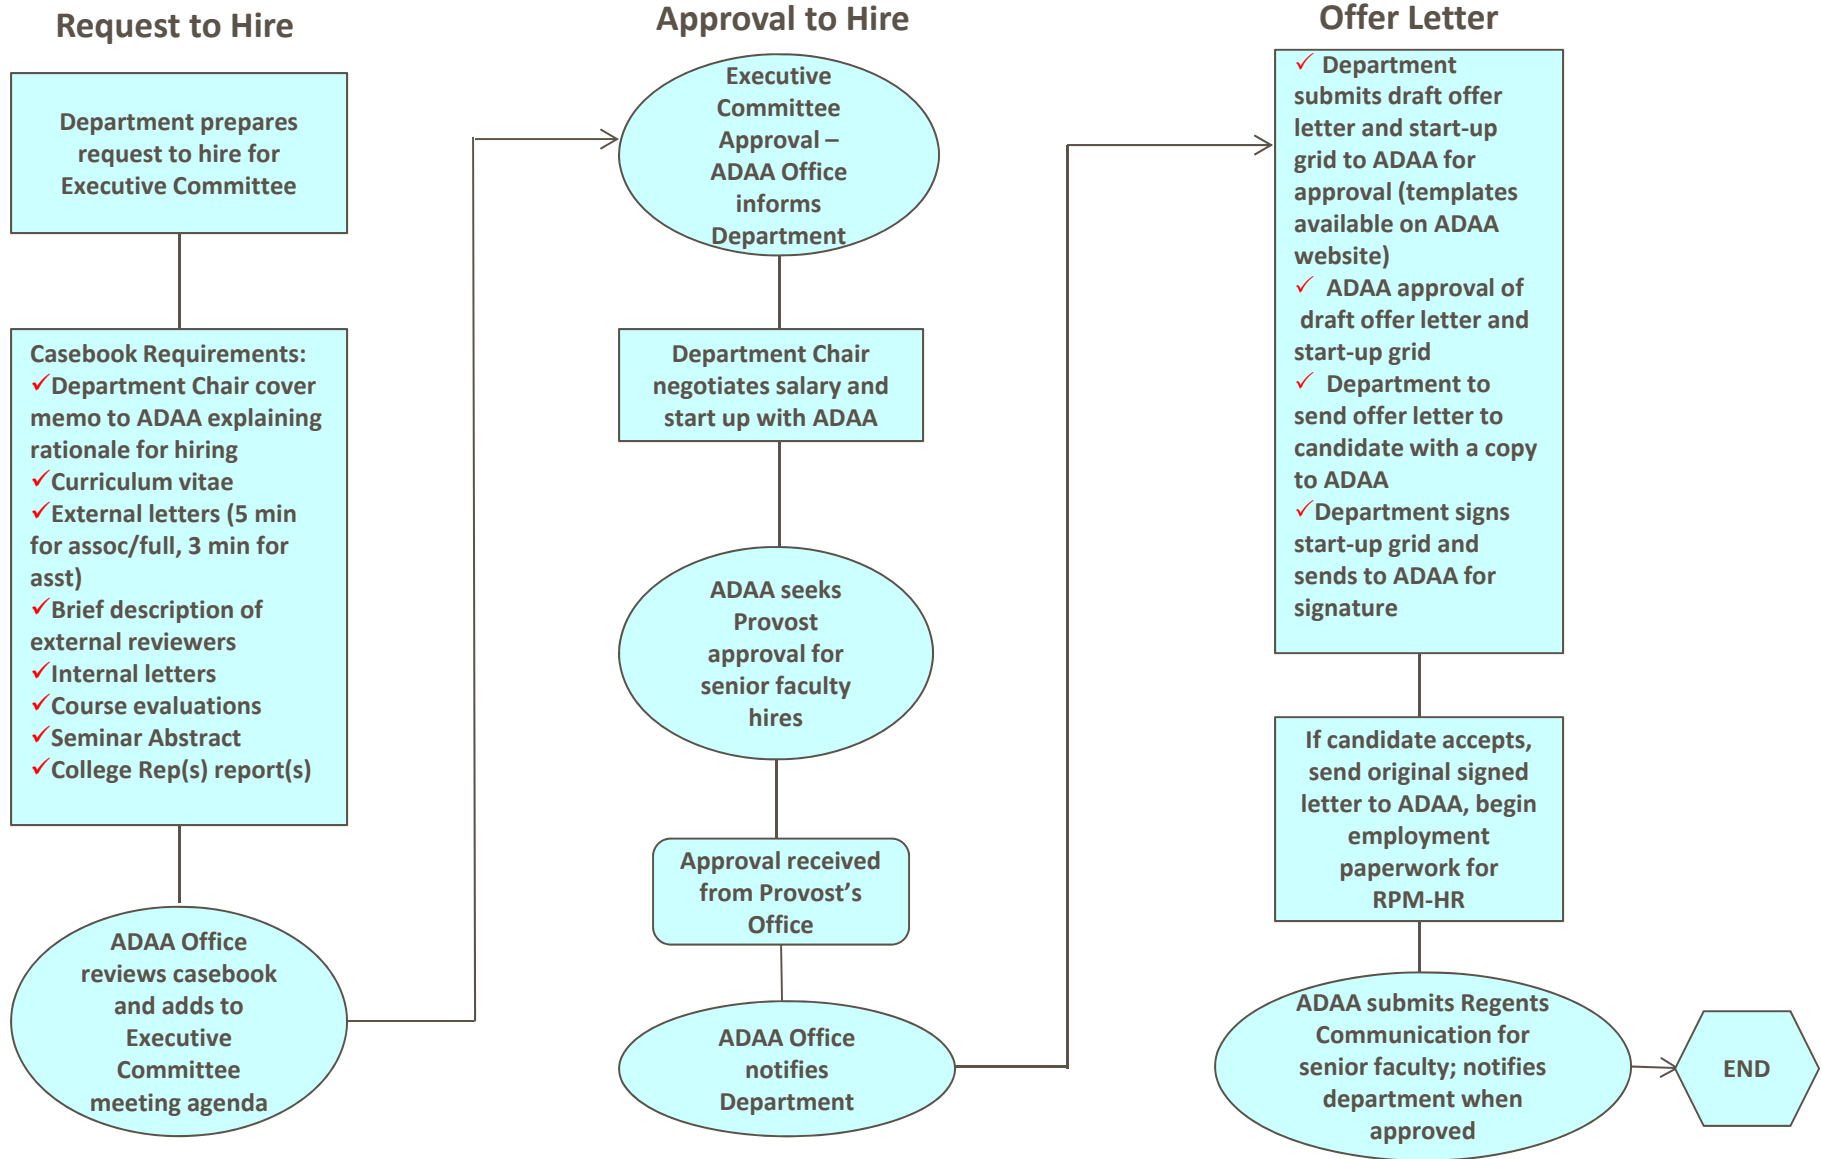 Request to Hire
Department prepares
request to hire for
Executive Committee
Casebook Requirements:
✓Department Chair cover
memo to ADAA explaining
rationale for hiring
✓Curriculum vitae
✓External letters (5 min
for assoc/full, 3 min for
asst)
✓Brief description of
external reviewers
✓Internal letters
✓Course evaluations
✓Seminar Abstract
✓College Rep(s) report(s)
ADAA Office
reviews casebook
and adds to
Executive
Committee
meeting agenda
Approval to Hire
Executive
Committee
Approval –
ADAA Office
informs
Department
Department Chair
negotiates salary and
start up with ADAA
ADAA seeks
Provost
approval for
senior faculty
hires
Approval received
from Provost’s
Office
ADAA Office
notifies
Department
Offer Letter
✓ Department
submits draft offer
letter and start-up
grid to ADAA for
approval (templates
available on ADAA
website)
✓ ADAA approval of
draft offer letter and
start-up grid
✓ Department to
send offer letter to
candidate with a copy
to ADAA
✓Department signs
start-up grid and
sends to ADAA for
signature
If candidate accepts,
send original signed
letter to ADAA, begin
employment
paperwork for
RPM-HR
ADAA submits Regents
Communication for
senior faculty; notifies
department when
approved
END